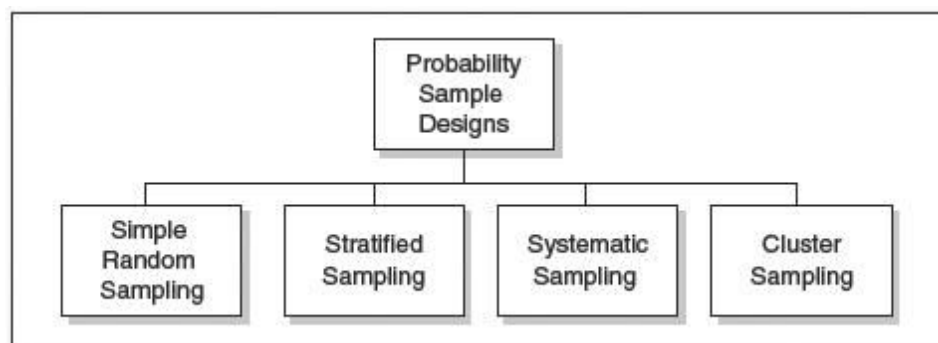 Probability
Sample
Designs
Simple
Random
Sampling
Stratified
Sampling
Systematic
Sampling
Cluster
Sampling